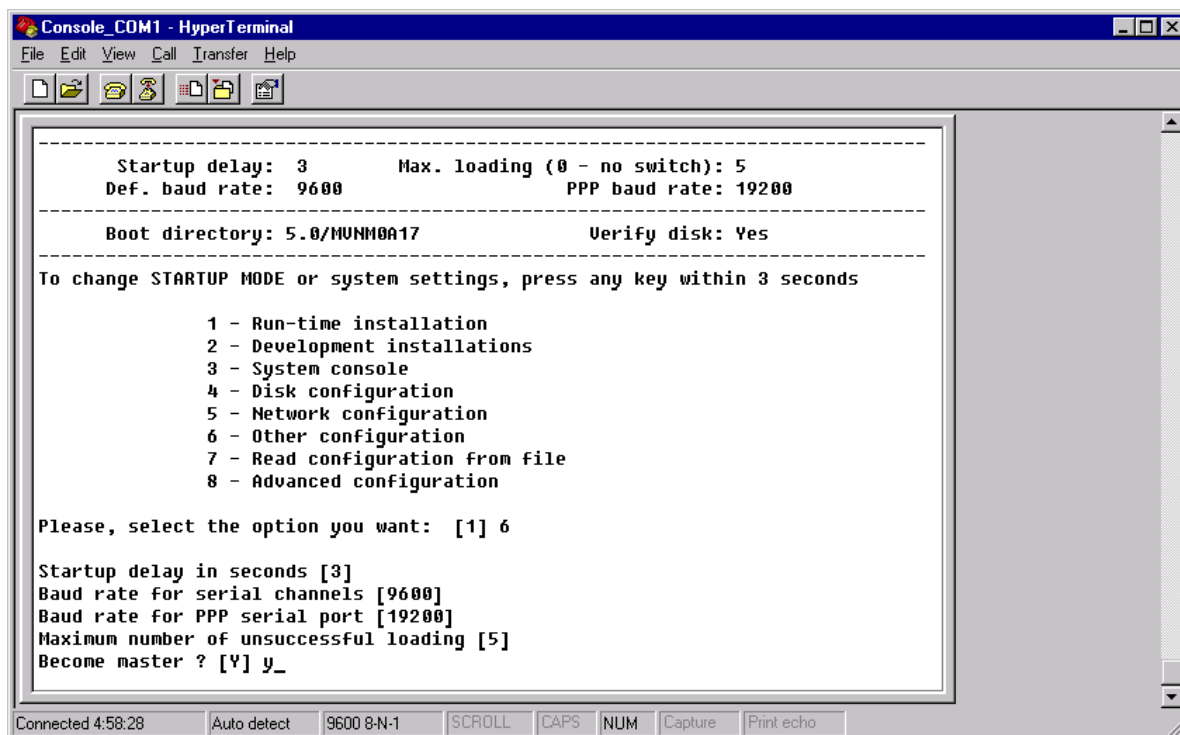 Console_COM1 - HyperTerminal
File Edit View Call Transfer Help
--------------------------------------------------------------------------------
Startup delay: 3 Max. loading (0 - no switch): 5
Def. baud rate: 9600 PPP baud rate: 19200
--------------------------------------------------------------------------------
Boot directory: 5.0/MVNM0A17 Verify disk: Yes
--------------------------------------------------------------------------------
To change STARTUP MODE or system settings, press any key within 3 seconds
1 - Run-time installation
2 - Development installations
3 - System console
4 - Disk configuration
5 - Network configuration
6 - Other configuration
7 - Read configuration from file
8 - Advanced configuration
Please, select the option you want: [1] 6
Startup delay in seconds [3]
Baud rate for serial channels [9600]
Baud rate for PPP serial port [19200]
Maximum number of unsuccessful loading [5]
Become master ? [Y] y_
Connected 4:58:28 Auto detect 9600 8-N-1 SCROLL CAPS NUM Capture Print echo